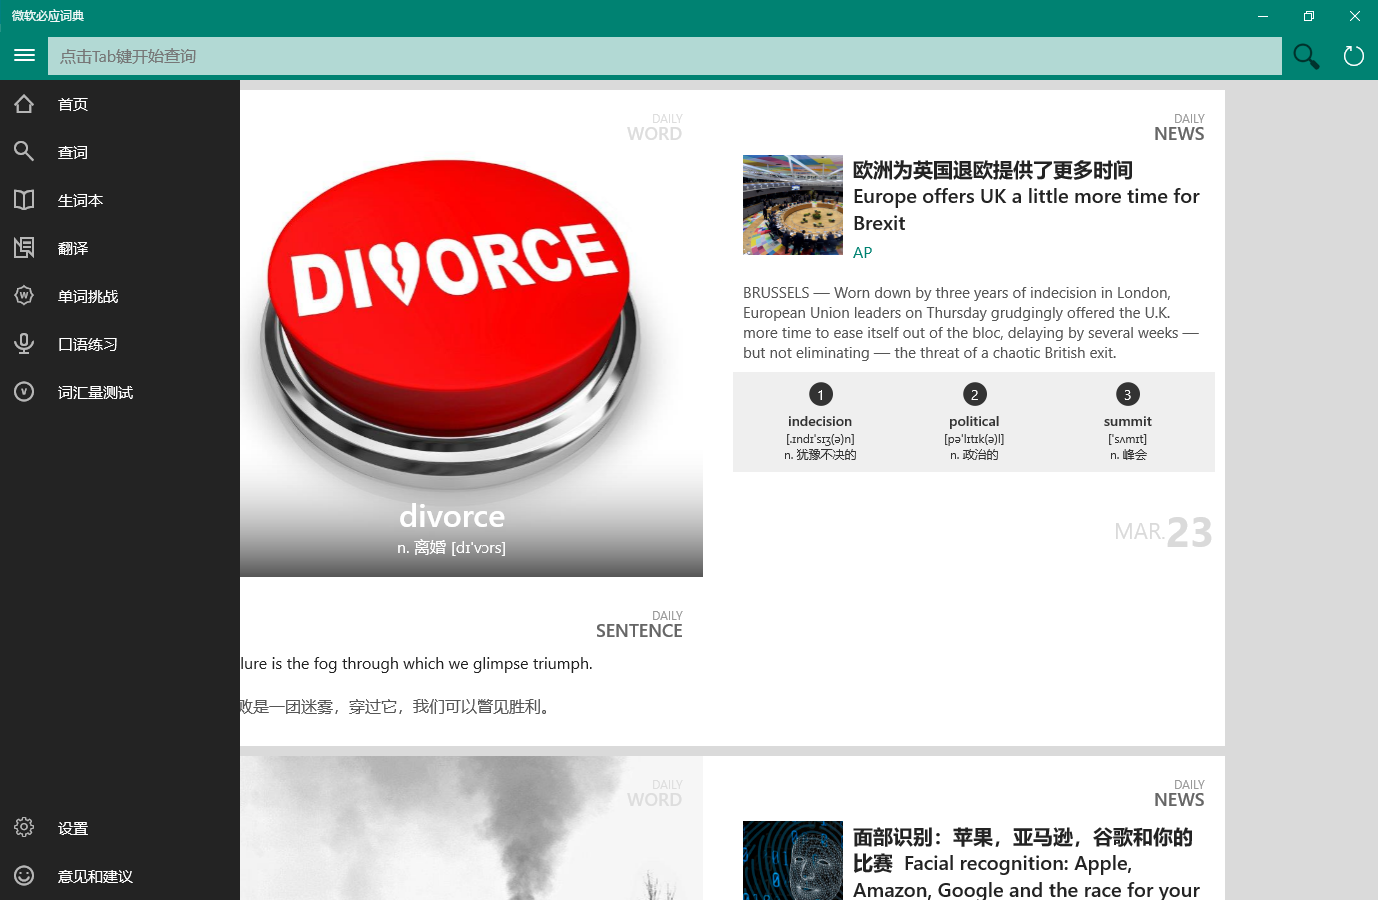 微软必应词典
点击Tab键开始查询
首页
查词
生词本
翻译
单词挑战
口语练习
词汇量测试
设置
意见和建议
DAILY
WORD
DIVORCE
divorce
n. 离婚 [dɪ'vɔrs]
DAILY
SENTENCE
lure is the fog through which we glimpse triumph.
败是一团迷雾，穿过它，我们可以瞥见胜利。
DAILY
NEWS
欧洲为英国退欧提供了更多时间
Europe offers UK a little more time for
Brexit
AP
BRUSSELS — Worn down by three years of indecision in London,
European Union leaders on Thursday grudgingly offered the U.K.
more time to ease itself out of the bloc, delaying by several weeks —
but not eliminating — the threat of a chaotic British exit.
1
indecision
[ˌɪndɪ'sɪʒ(ə)n]
n. 犹豫不决的
2
political
[pə'lɪtɪk(ə)l]
n. 政治的
3
summit
['sʌmɪt]
n. 峰会
MAR.23
DAILY
WORD
DAILY
NEWS
面部识别：苹果，亚马逊，谷歌和你的
比赛 Facial recognition: Apple,
Amazon, Google and the race for your